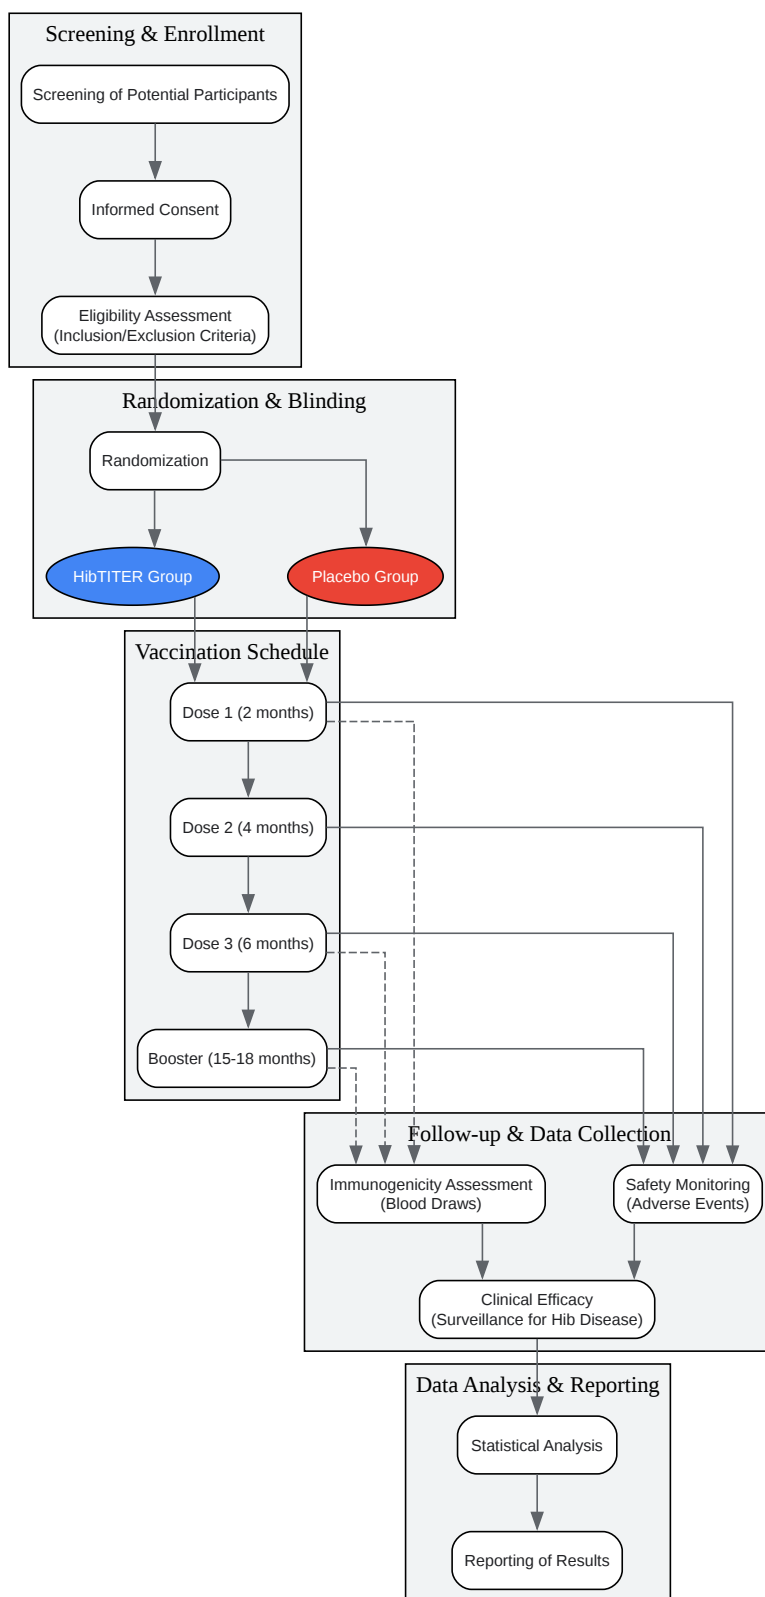 Screening & Enrollment
Screening of Potential Participants
Informed Consent
Eligibility Assessment
(Inclusion/Exclusion Criteria)
Randomization & Blinding
Randomization
HibTITER Group
Placebo Group
Vaccination Schedule
Dose 1 (2 months)
Dose 2 (4 months)
Dose 3 (6 months)
Booster (15-18 months)
Follow-up & Data Collection
Immunogenicity Assessment
(Blood Draws)
Safety Monitoring
(Adverse Events)
Clinical Efficacy
(Surveillance for Hib Disease)
Data Analysis & Reporting
Statistical Analysis
Reporting of Results